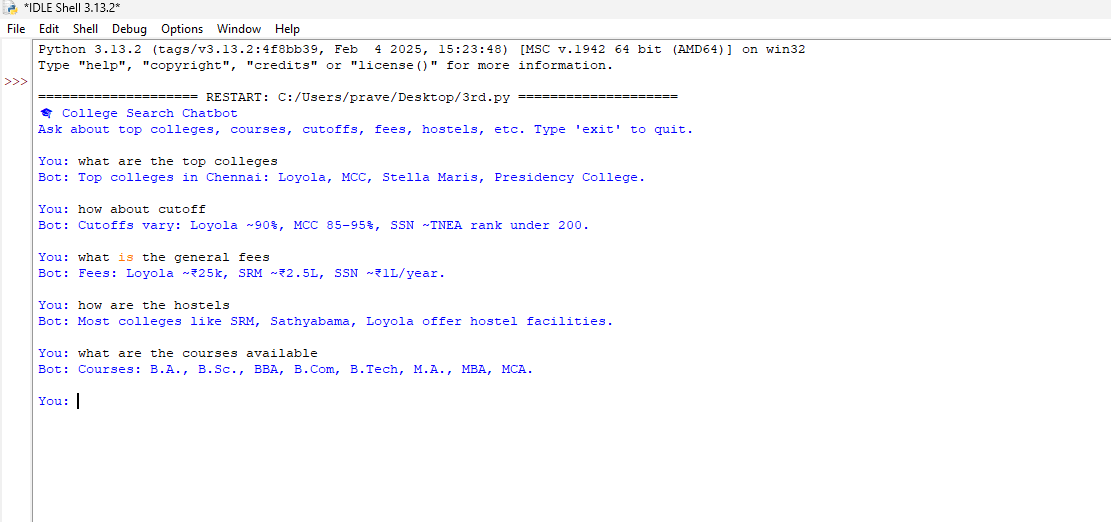 *IDLE Shell 3.13.2*
File Edit Shell Debug Options Window Help
Python 3.13.2 (tags/v3.13.2:4f8bb39, Feb  4 2025, 15:23:48) [MSC v.1942 64 bit (AMD64)] on win32
Type "help", "copyright", "credits" or "license()" for more information.
>>>
==================== RESTART: C:/Users/prave/Desktop/3rd.py ====================
🎓 College Search Chatbot
Ask about top colleges, courses, cutoffs, fees, hostels, etc. Type 'exit' to quit.
You: what are the top colleges
Bot: Top colleges in Chennai: Loyola, MCC, Stella Maris, Presidency College.
You: how about cutoff
Bot: Cutoffs vary: Loyola ~90%, MCC 85–95%, SSN ~TNEA rank under 200.
You: what is the general fees
Bot: Fees: Loyola ~₹25k, SRM ~₹2.5L, SSN ~₹1L/year.
You: how are the hostels
Bot: Most colleges like SRM, Sathyabama, Loyola offer hostel facilities.
You: what are the courses available
Bot: Courses: B.A., B.Sc., BBA, B.Com, B.Tech, M.A., MBA, MCA.
You: